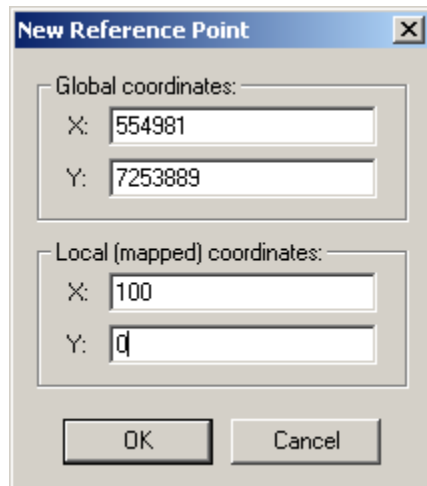 New Reference Point
Global coordinates:
X: 554981
Y: 7253889
Local (mapped) coordinates:
X: 100
Y: 0
OK Cancel